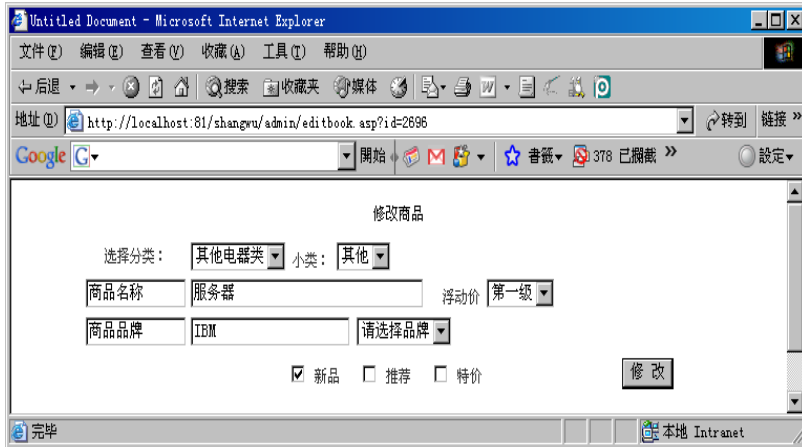 Untitled Document - Microsoft Internet Explorer
文件(F) 编辑(E) 查看(V) 收藏(A) 工具(T) 帮助(H)
后退 搜索 收藏夹 媒体
地址(D) http://localhost:81/shangwu/admin/editbook.asp?id=2696 转到 链接 »
Google G 開始 書籤 378 已攔截 » 設定
修改商品
选择分类： 其他电器类 小类： 其他
商品名称 服务器 浮动价 第一级
商品品牌 IBM 请选择品牌
新品 推荐 特价 修 改
完毕 本地 Intranet